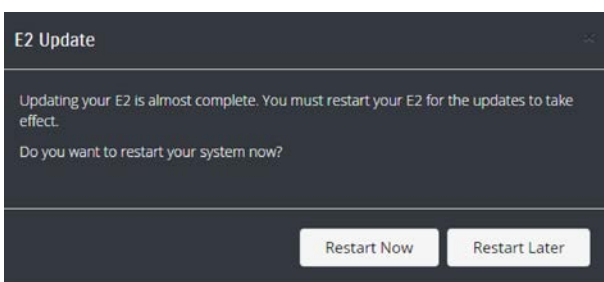 E2 Update
Updating your E2 is almost complete. You must restart your E2 for the updates to take
effect.
Do you want to restart your system now?
Restart Now
Restart Later